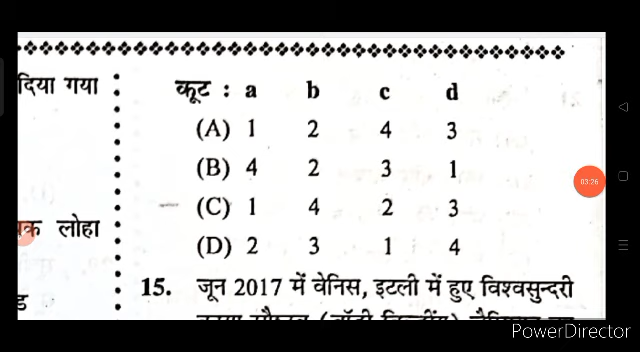 दिया गया
कूट : a b c d
(A) 1 2 4 3
(B) 4 2 3 1
(C) 1 4 2 3
लोहा
(D) 2 3 1 4
15. जून 2017 में वेनिस, इटली में हुए विश्वसुन्दरी
03:26
PowerDirector